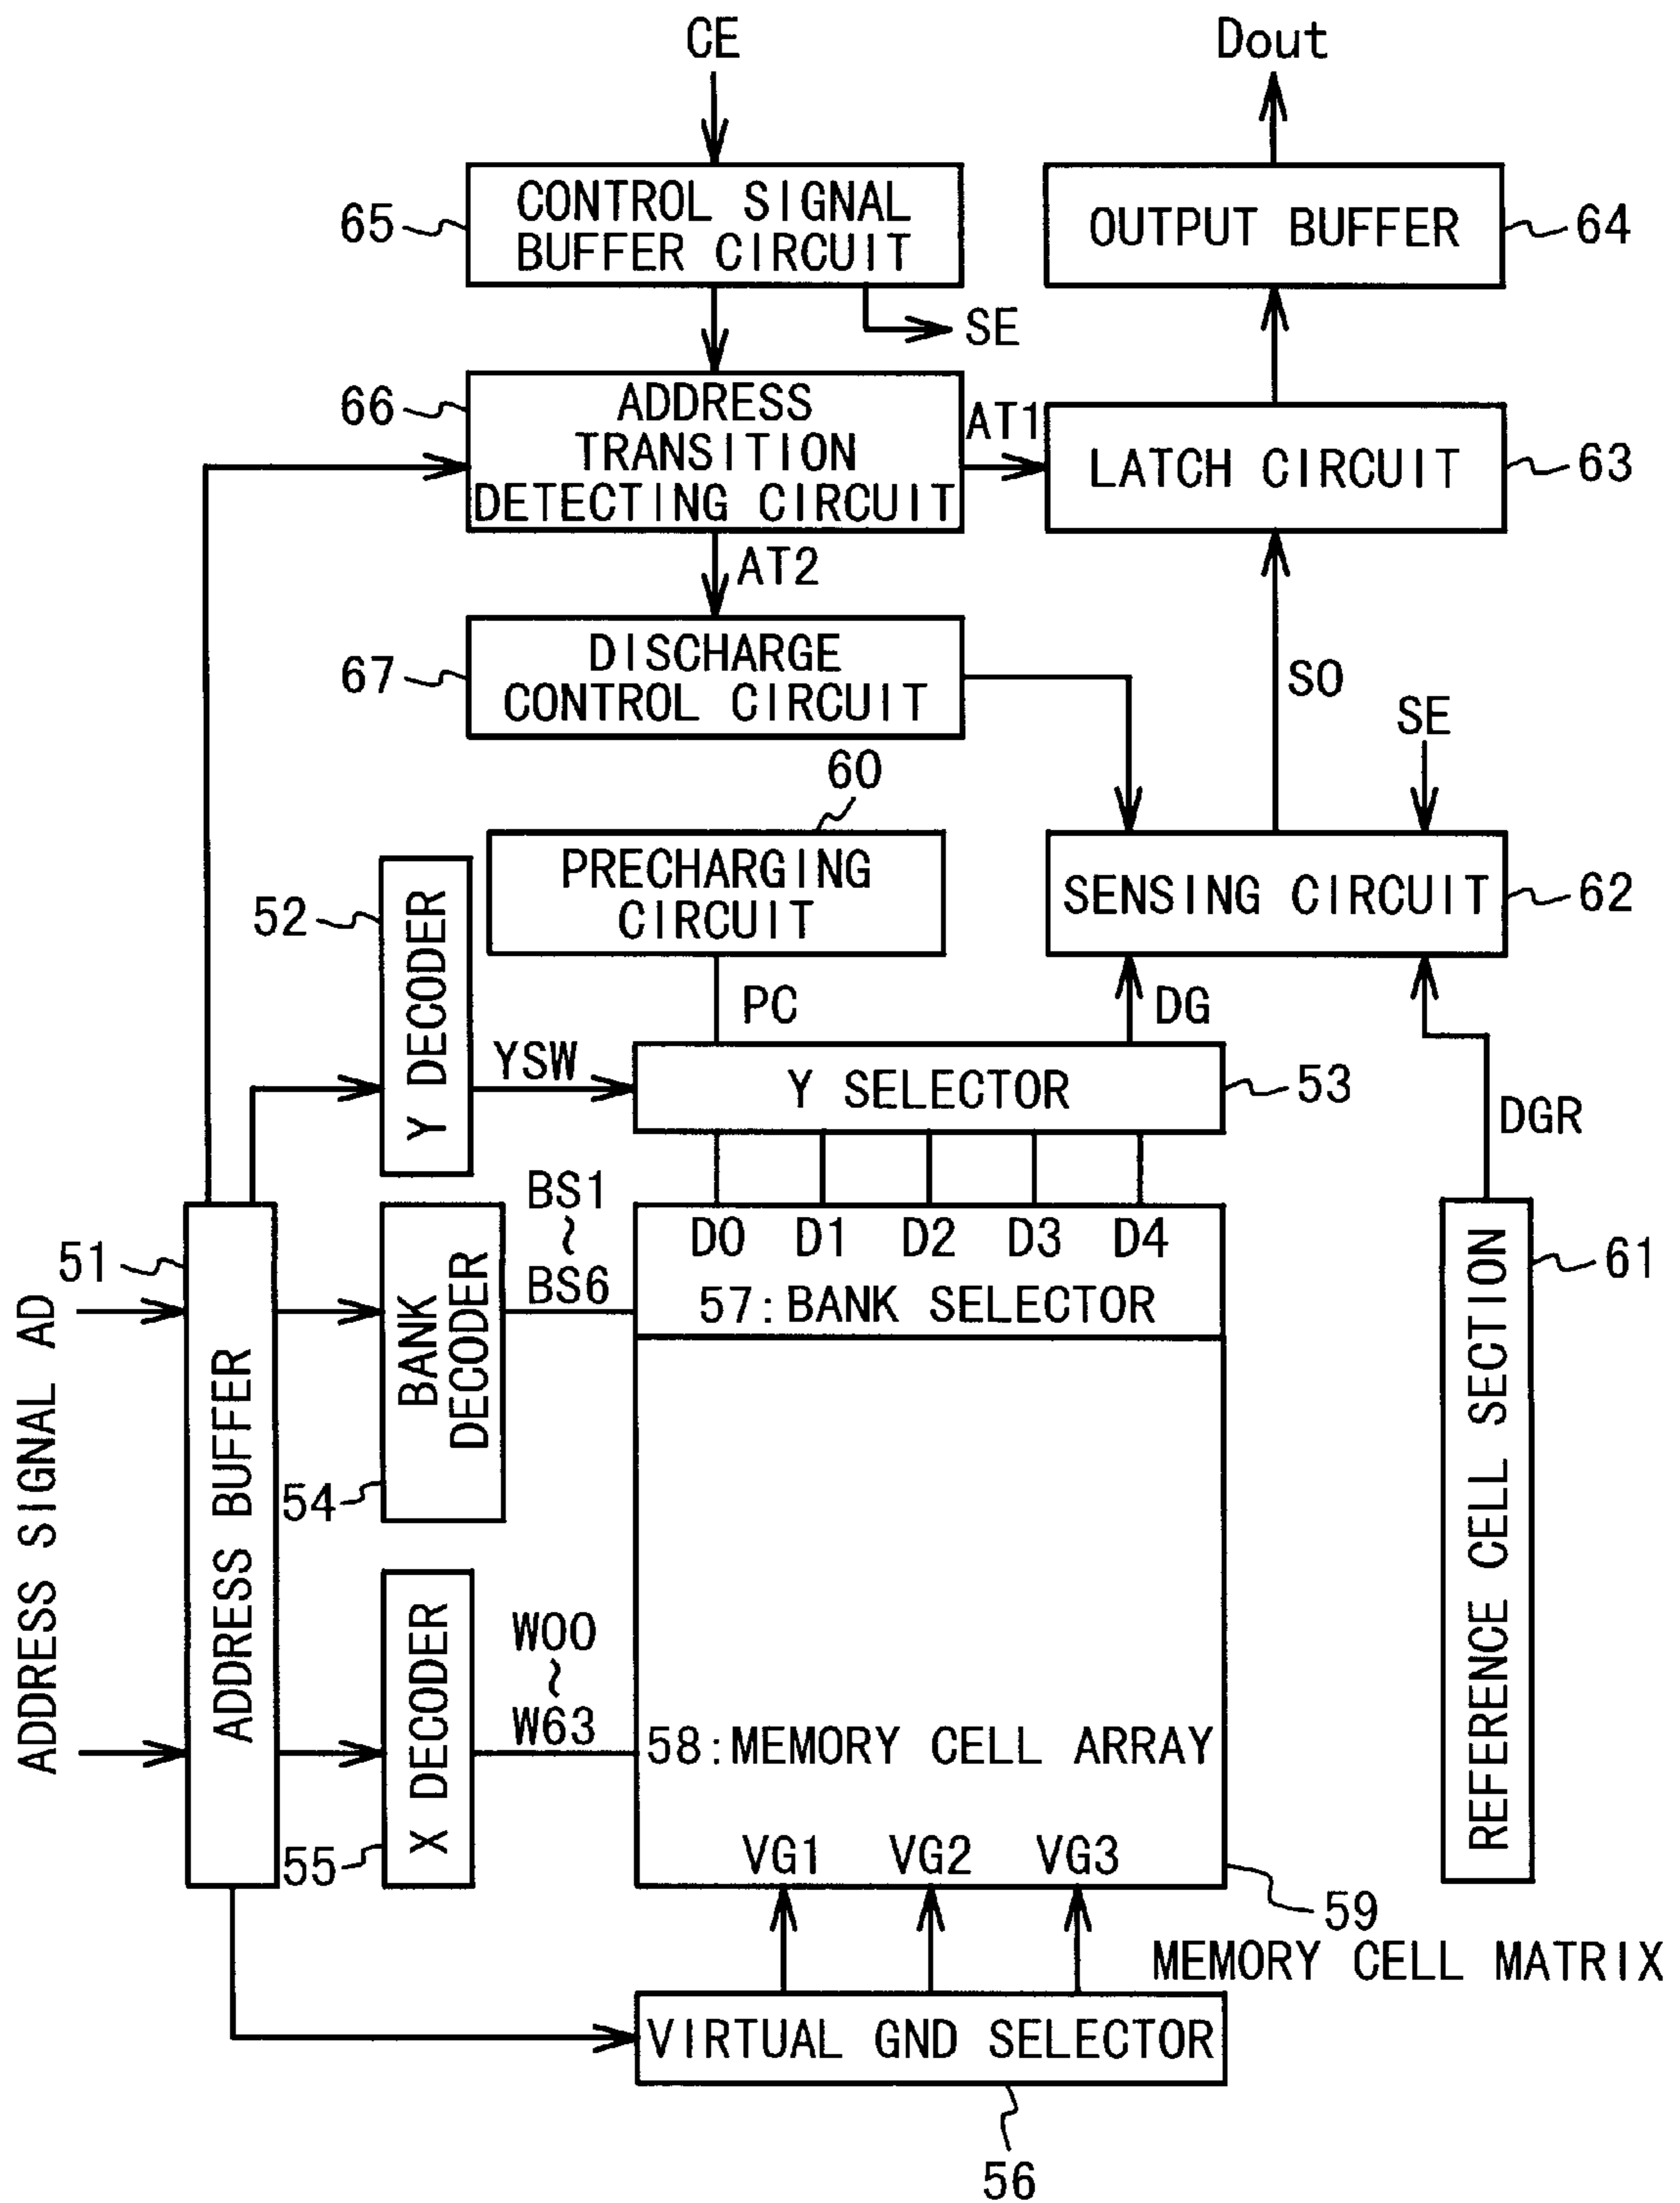 CE
Dout
65
CONTROL SIGNAL
BUFFER CIRCUIT
OUTPUT BUFFER
64
SE
66
ADDRESS
TRANSITION
DETECTING CIRCUIT
AT1
LATCH CIRCUIT
63
AT2
67
DISCHARGE
CONTROL CIRCUIT
SO
SE
60
PRECHARGING
CIRCUIT
SENSING CIRCUIT
62
52
Y DECODER
PC
DG
YSW
Y SELECTOR
53
DGR
BS1
~
BS6
D0 D1 D2 D3 D4
57:BANK SELECTOR
51
ADDRESS SIGNAL AD
ADDRESS BUFFER
BANK
DECODER
54
61
REFERENCE CELL SECTION
X DECODER
55
W00
~
W63
58:MEMORY CELL ARRAY
VG1 VG2 VG3
59
MEMORY CELL MATRIX
VIRTUAL GND SELECTOR
56